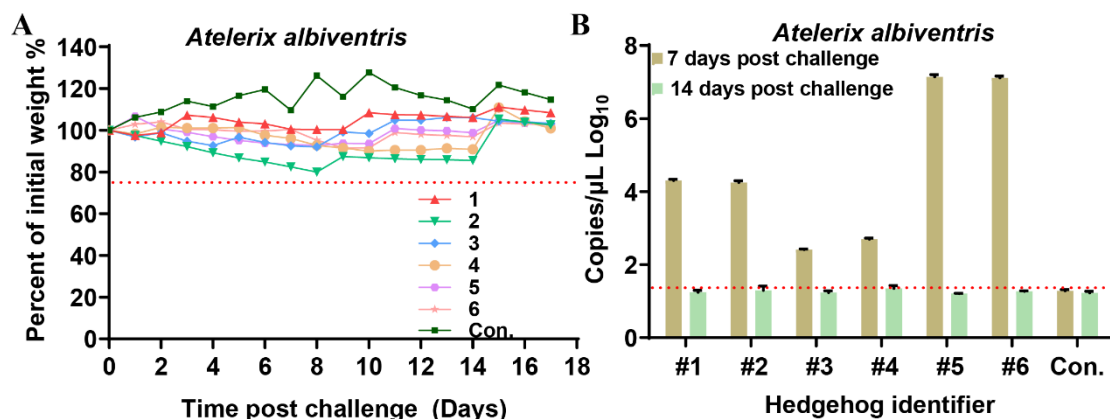 A
Atelerix albiventris
Percent of initial weight %
140
120
100
80
60
40
20
0
0 2 4 6 8 10 12 14 16 18
Time post challenge (Days)
1
2
3
4
5
6
Con.
B
Atelerix albiventris
7 days post challenge
14 days post challenge
Copies/μL Log10
8
6
4
2
0
#1 #2 #3 #4 #5 #6 Con.
Hedgehog identifier